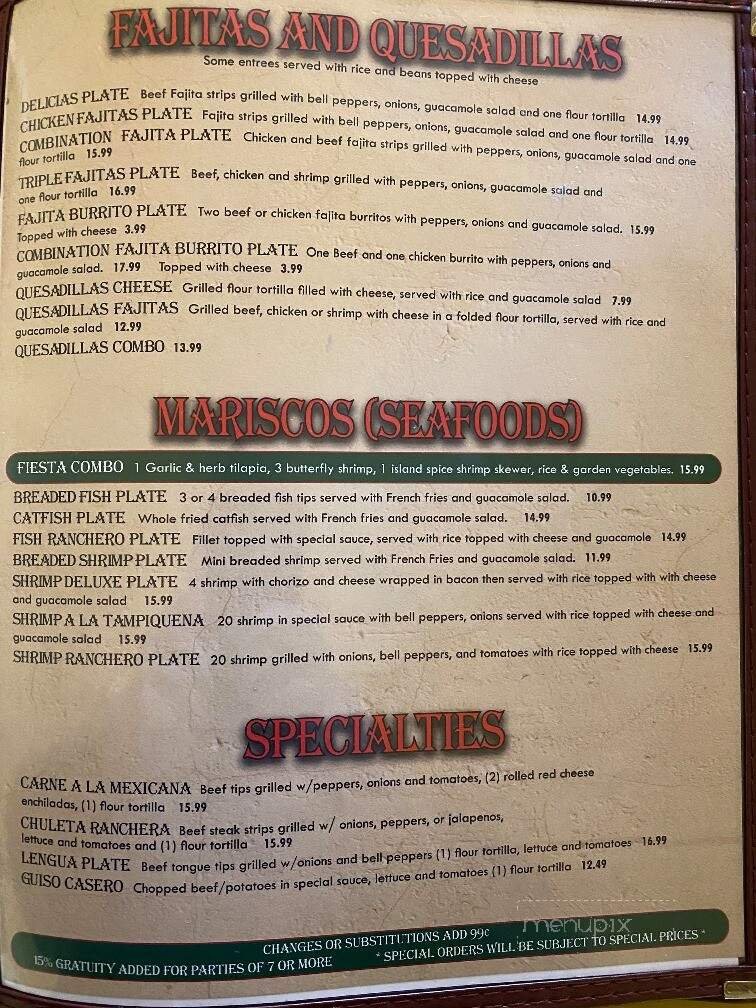 FAJITAS AND QUESADILLAS
Some entrees served with rice and beans topped with cheese
DELICIAS PLATE Beef Fajita strips grilled with bell peppers, onions, guacamole salad and one flour tortilla 14.99
CHICKEN FAJITAS PLATE Fajita strips grilled with bell peppers, onions, guacamole salad and one flour tortilla 14.99
COMBINATION FAJITA PLATE Chicken and beef fajita strips grilled with peppers, onions, guacamole salad and one
flour tortilla 15.99
TRIPLE FAJITAS PLATE Beef, chicken and shrimp grilled with peppers, onions, guacamole salad and
one flour tortilla 16.99
FAJITA BURRITO PLATE Two beef or chicken fajita burritos with peppers, onions and guacamole salad. 15.99
Topped with cheese 3.99
COMBINATION FAJITA BURRITO PLATE One Beef and one chicken burrito with peppers, onions and
guacamole salad. 17.99 Topped with cheese 3.99
QUESADILLAS CHEESE Grilled flour tortilla filled with cheese, served with rice and guacamole salad 7.99
QUESADILLAS FAJITAS Grilled beef, chicken or shrimp with cheese in a folded flour tortilla, served with rice and
guacamole salad 12.99
QUESADILLAS COMBO 13.99
MARISCOS (SEAFOODS)
FIESTA COMBO 1 Garlic & herb tilapia, 3 butterfly shrimp, 1 island spice shrimp skewer, rice & garden vegetables. 15.99
BREADED FISH PLATE 3 or 4 breaded fish tips served with French fries and guacamole salad. 10.99
CATFISH PLATE Whole fried catfish served with French fries and guacamole salad. 14.99
FISH RANCHERO PLATE Fillet topped with special sauce, served with rice topped with cheese and guacamole 14.99
BREADED SHRIMP PLATE Mini breaded shrimp served with French Fries and guacamole salad. 11.99
SHRIMP DELUXE PLATE 4 shrimp with chorizo and cheese wrapped in bacon then served with rice topped with with cheese
and guacamole salad 15.99
SHRIMP A LA TAMPIQUENA 20 shrimp in special sauce with bell peppers, onions served with rice topped with cheese and
guacamole salad 15.99
SHRIMP RANCHERO PLATE 20 shrimp grilled with onions, bell peppers, and tomatoes with rice topped with cheese 15.99
SPECIALTIES
CARNE A LA MEXICANA Beef tips grilled w/peppers, onions and tomatoes, (2) rolled red cheese
enchiladas, (1) flour tortilla 15.99
CHULETA RANCHERA Beef steak strips grilled w/ onions, peppers, or jalapenos,
lettuce and tomatoes and (1) flour tortilla 15.99
LENGUA PLATE Beef tongue tips grilled w/onions and bell peppers (1) flour tortilla, lettuce and tomatoes 16.99
GUISO CASERO Chopped beef/potatoes in special sauce, lettuce and tomatoes (1) flour tortilla 12.49
menupix
CHANGES OR SUBSTITUTIONS ADD 99¢
15% GRATUITY ADDED FOR PARTIES OF 7 OR MORE * SPECIAL ORDERS WILL BE SUBJECT TO SPECIAL PRICES *